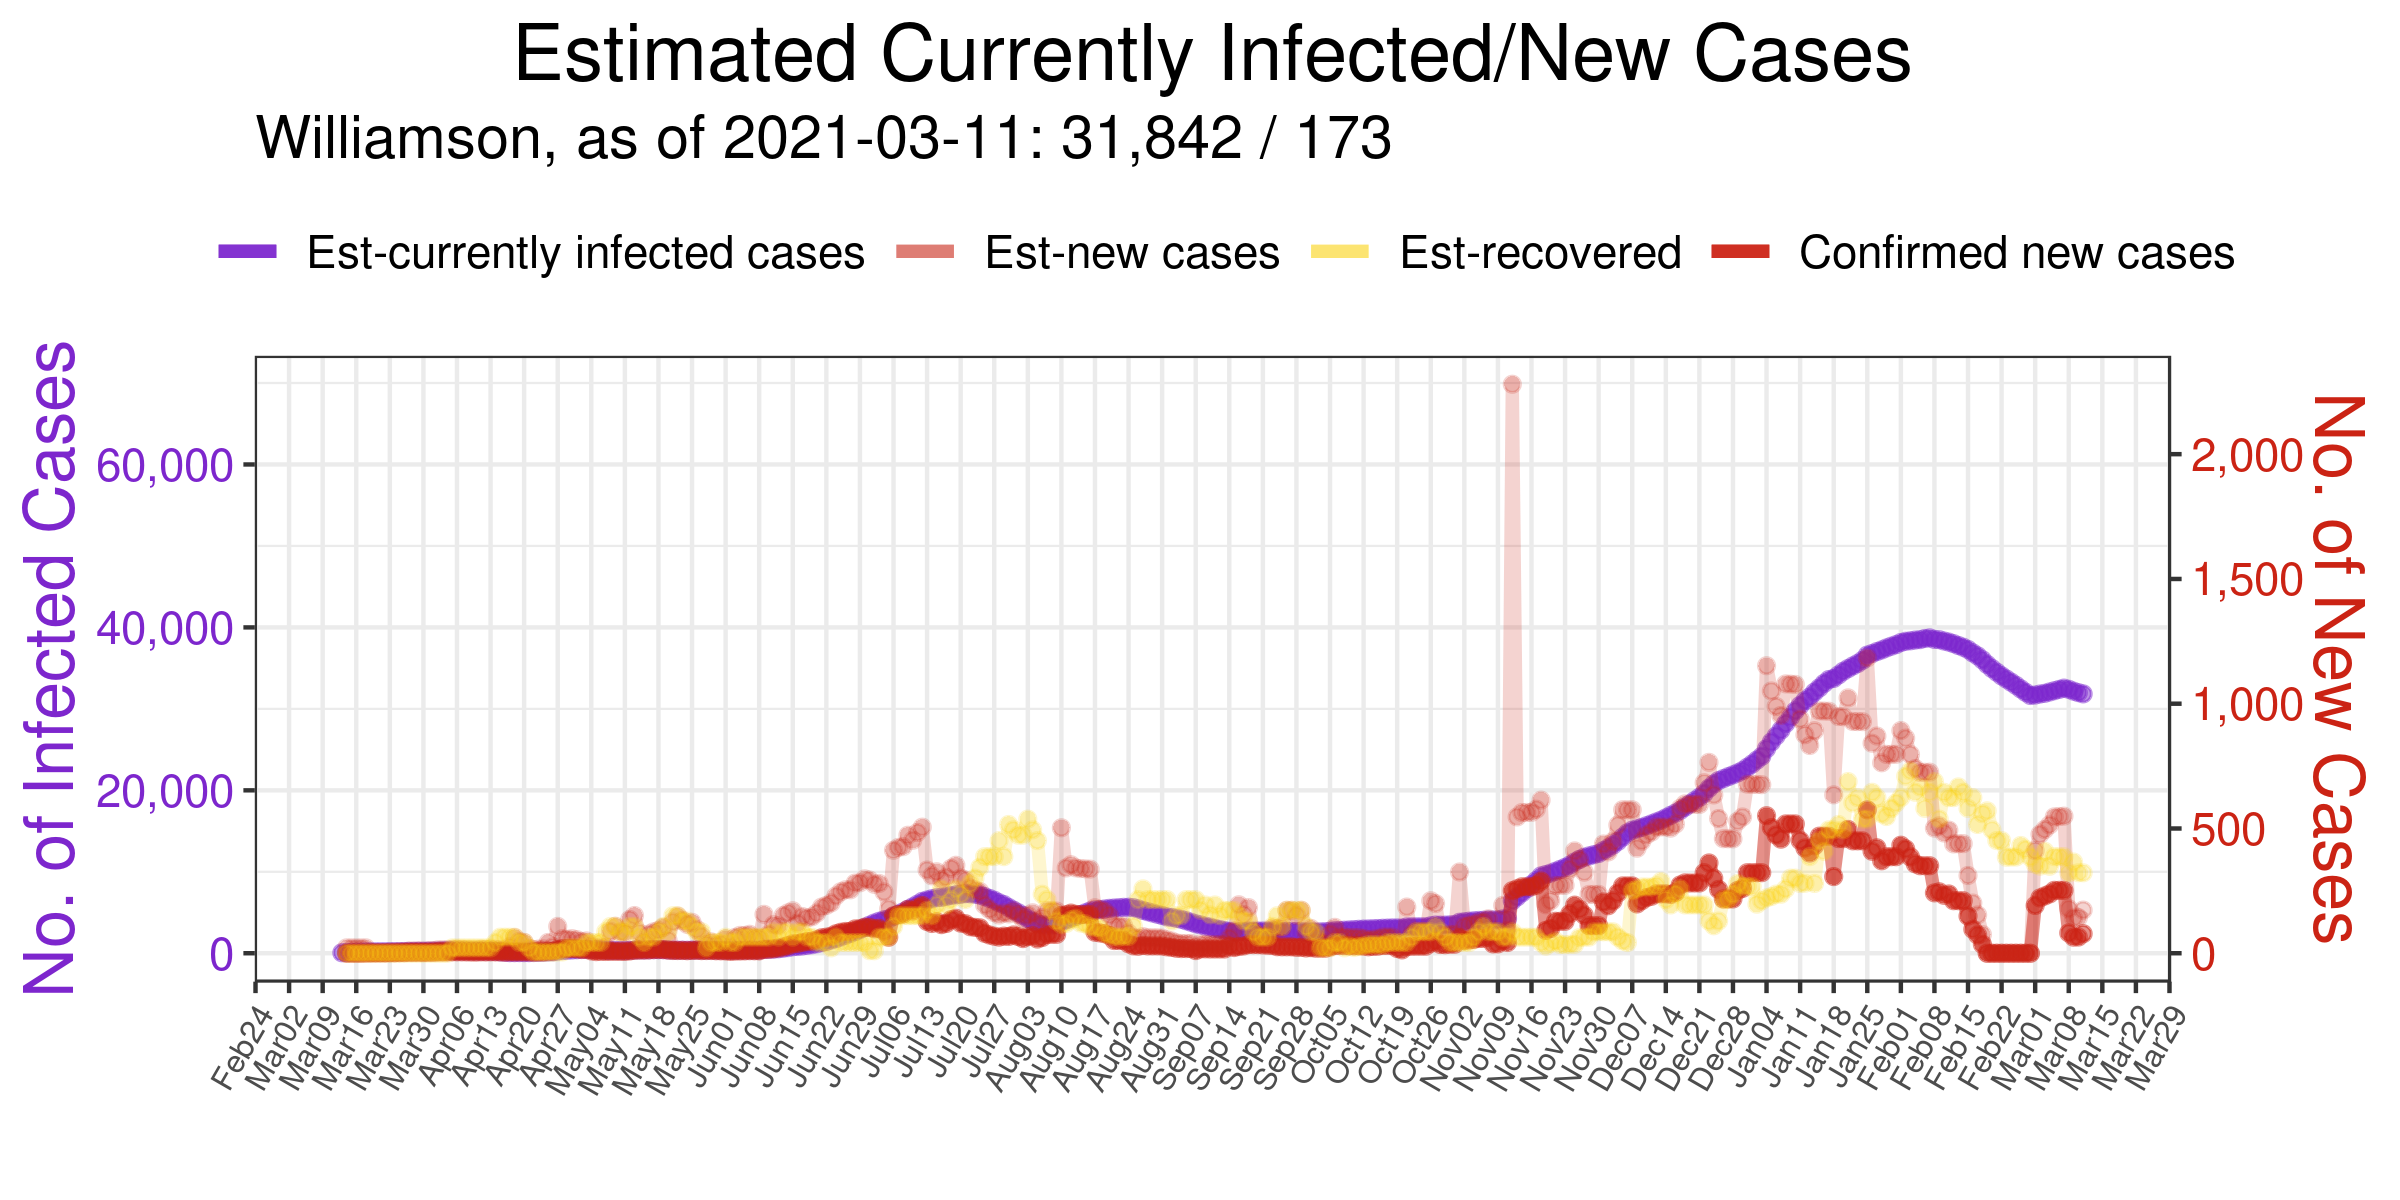 Estimated Currently Infected/New Cases
Williamson, as of 2021-03-11: 31,842 / 173
Est-currently infected cases Est-new cases Est-recovered Confirmed new cases
No. of Infected Cases
60,000
40,000
20,000
0
2,000
1,500
1,000
500
0
No. of New Cases
Feb24 Mar02 Mar09 Mar16 Mar23 Mar30 Apr06 Apr13 Apr20 Apr27 May04 May11 May18 May25 Jun01 Jun08 Jun15 Jun22 Jun29 Jul06 Jul13 Jul20 Jul27 Aug03 Aug10 Aug17 Aug24 Aug31 Sep07 Sep14 Sep21 Sep28 Oct05 Oct12 Oct19 Oct26 Nov02 Nov09 Nov16 Nov23 Nov30 Dec07 Dec14 Dec21 Dec28 Jan04 Jan11 Jan18 Jan25 Feb01 Feb08 Feb15 Feb22 Mar01 Mar08 Mar15 Mar22 Mar29